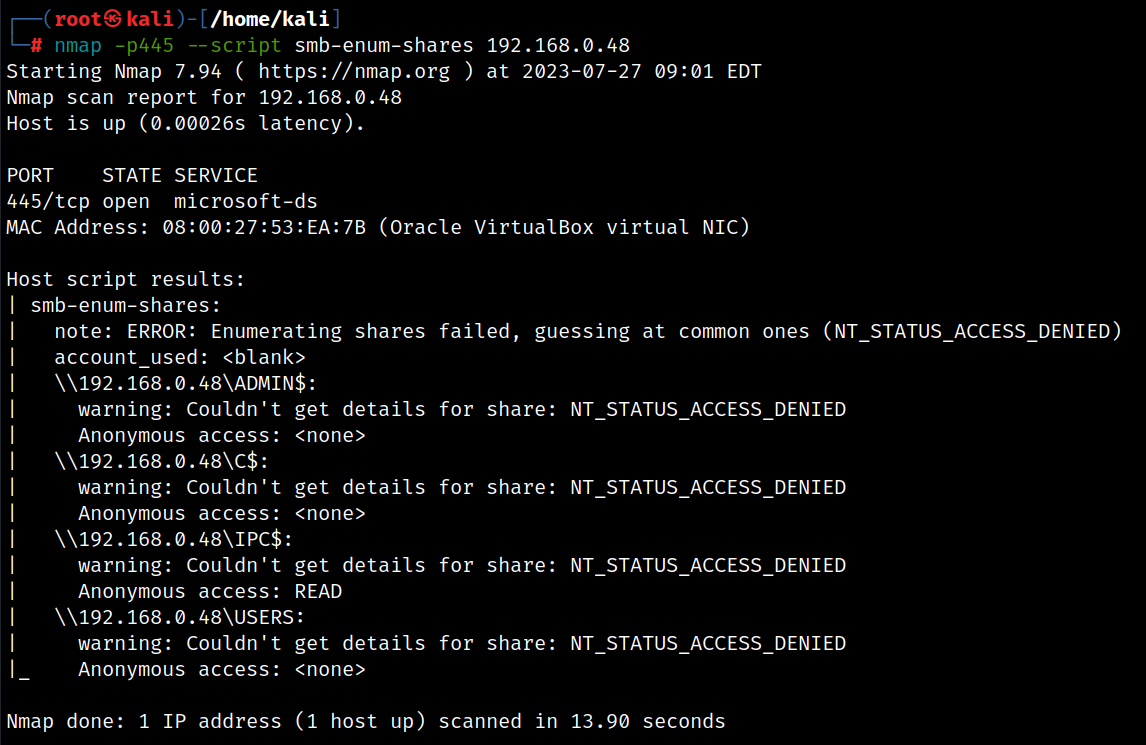 ┌──(root㉿kali)-[/home/kali]
└─# nmap -p445 --script smb-enum-shares 192.168.0.48
Starting Nmap 7.94 ( https://nmap.org ) at 2023-07-27 09:01 EDT
Nmap scan report for 192.168.0.48
Host is up (0.00026s latency).

PORT    STATE SERVICE
445/tcp open  microsoft-ds
MAC Address: 08:00:27:53:EA:7B (Oracle VirtualBox virtual NIC)

Host script results:
| smb-enum-shares:
|   note: ERROR: Enumerating shares failed, guessing at common ones (NT_STATUS_ACCESS_DENIED)
|   account_used: <blank>
|   \\192.168.0.48\ADMIN$:
|     warning: Couldn't get details for share: NT_STATUS_ACCESS_DENIED
|     Anonymous access: <none>
|   \\192.168.0.48\C$:
|     warning: Couldn't get details for share: NT_STATUS_ACCESS_DENIED
|     Anonymous access: <none>
|   \\192.168.0.48\IPC$:
|     warning: Couldn't get details for share: NT_STATUS_ACCESS_DENIED
|     Anonymous access: READ
|   \\192.168.0.48\USERS:
|     warning: Couldn't get details for share: NT_STATUS_ACCESS_DENIED
|_    Anonymous access: <none>

Nmap done: 1 IP address (1 host up) scanned in 13.90 seconds